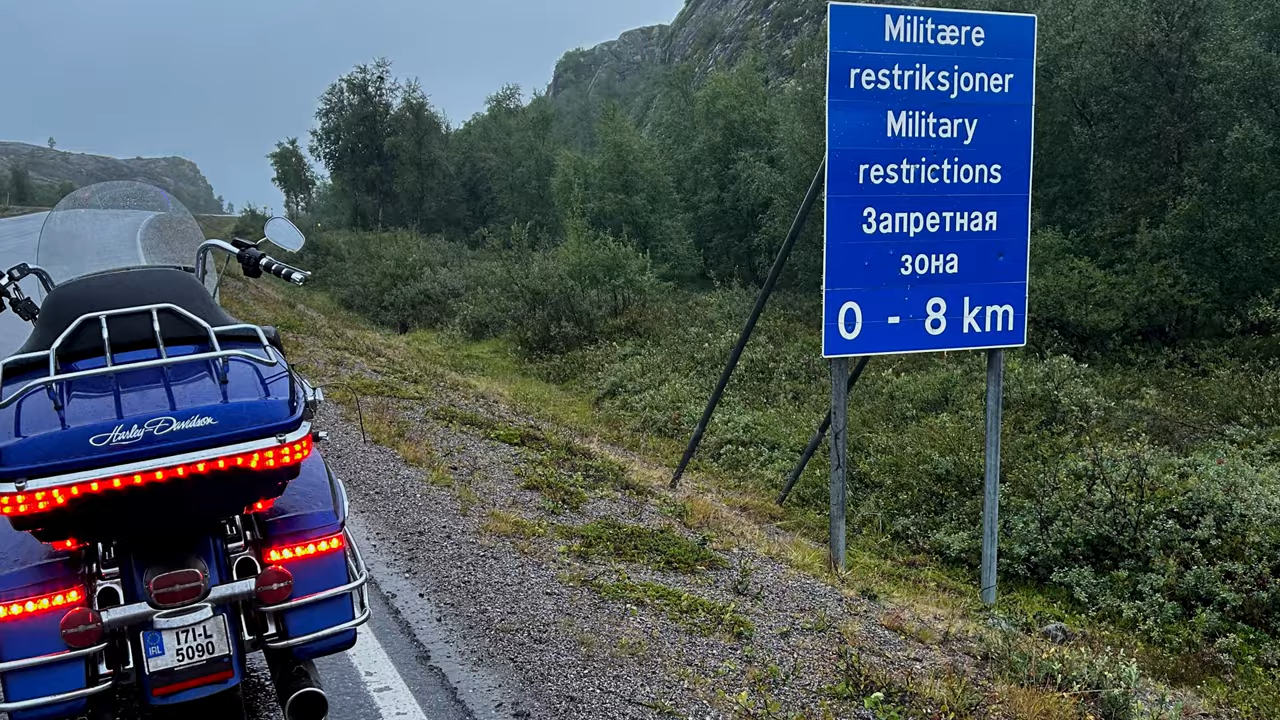 Militære
restriksjoner
Military
restrictions
Запретная
зона
0 - 8 km
Harley-Davidson
171-L
5090
IRL